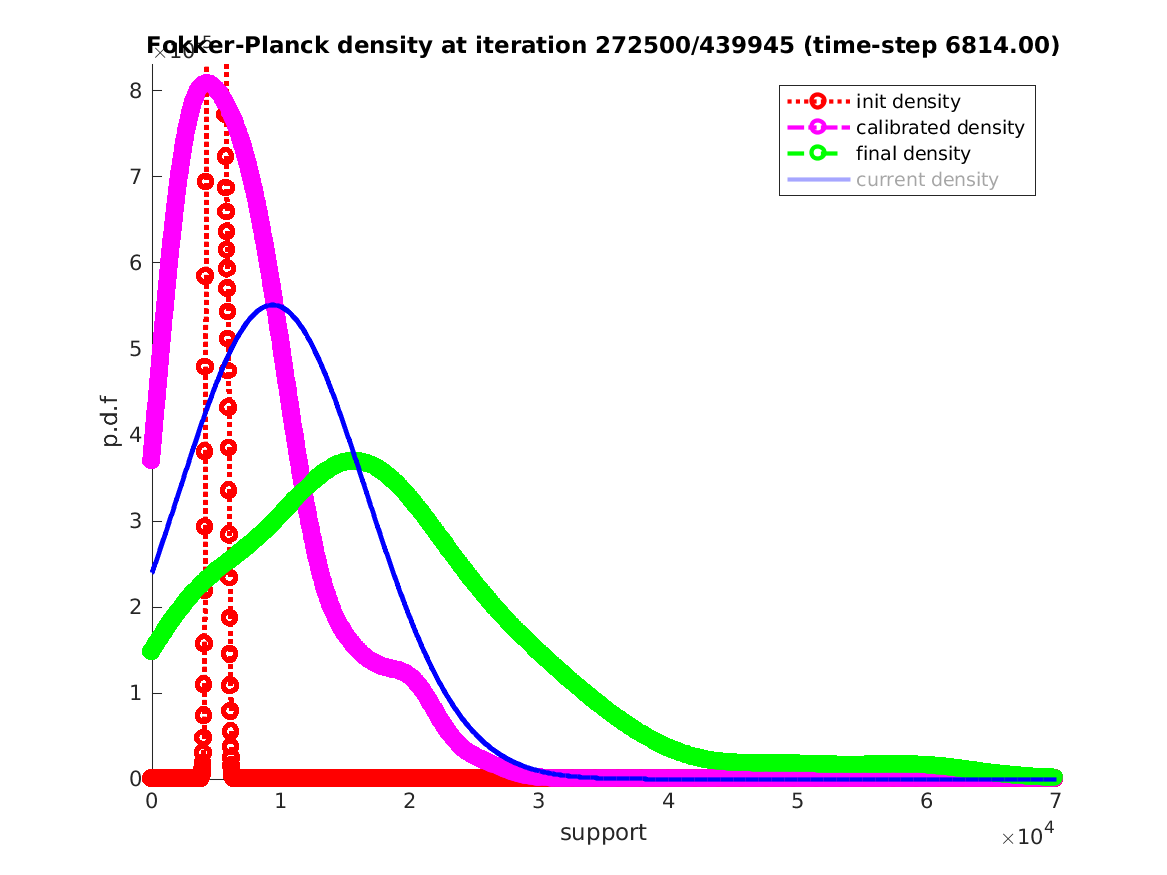 Fokker-Planck density at iteration 272500/439945 (time-step 6814.00)
×10⁻⁵
init density
calibrated density
final density
current density
p.d.f
8
7
6
5
4
3
2
1
0
0 1 2 3 4 5 6 7
support
×10⁴